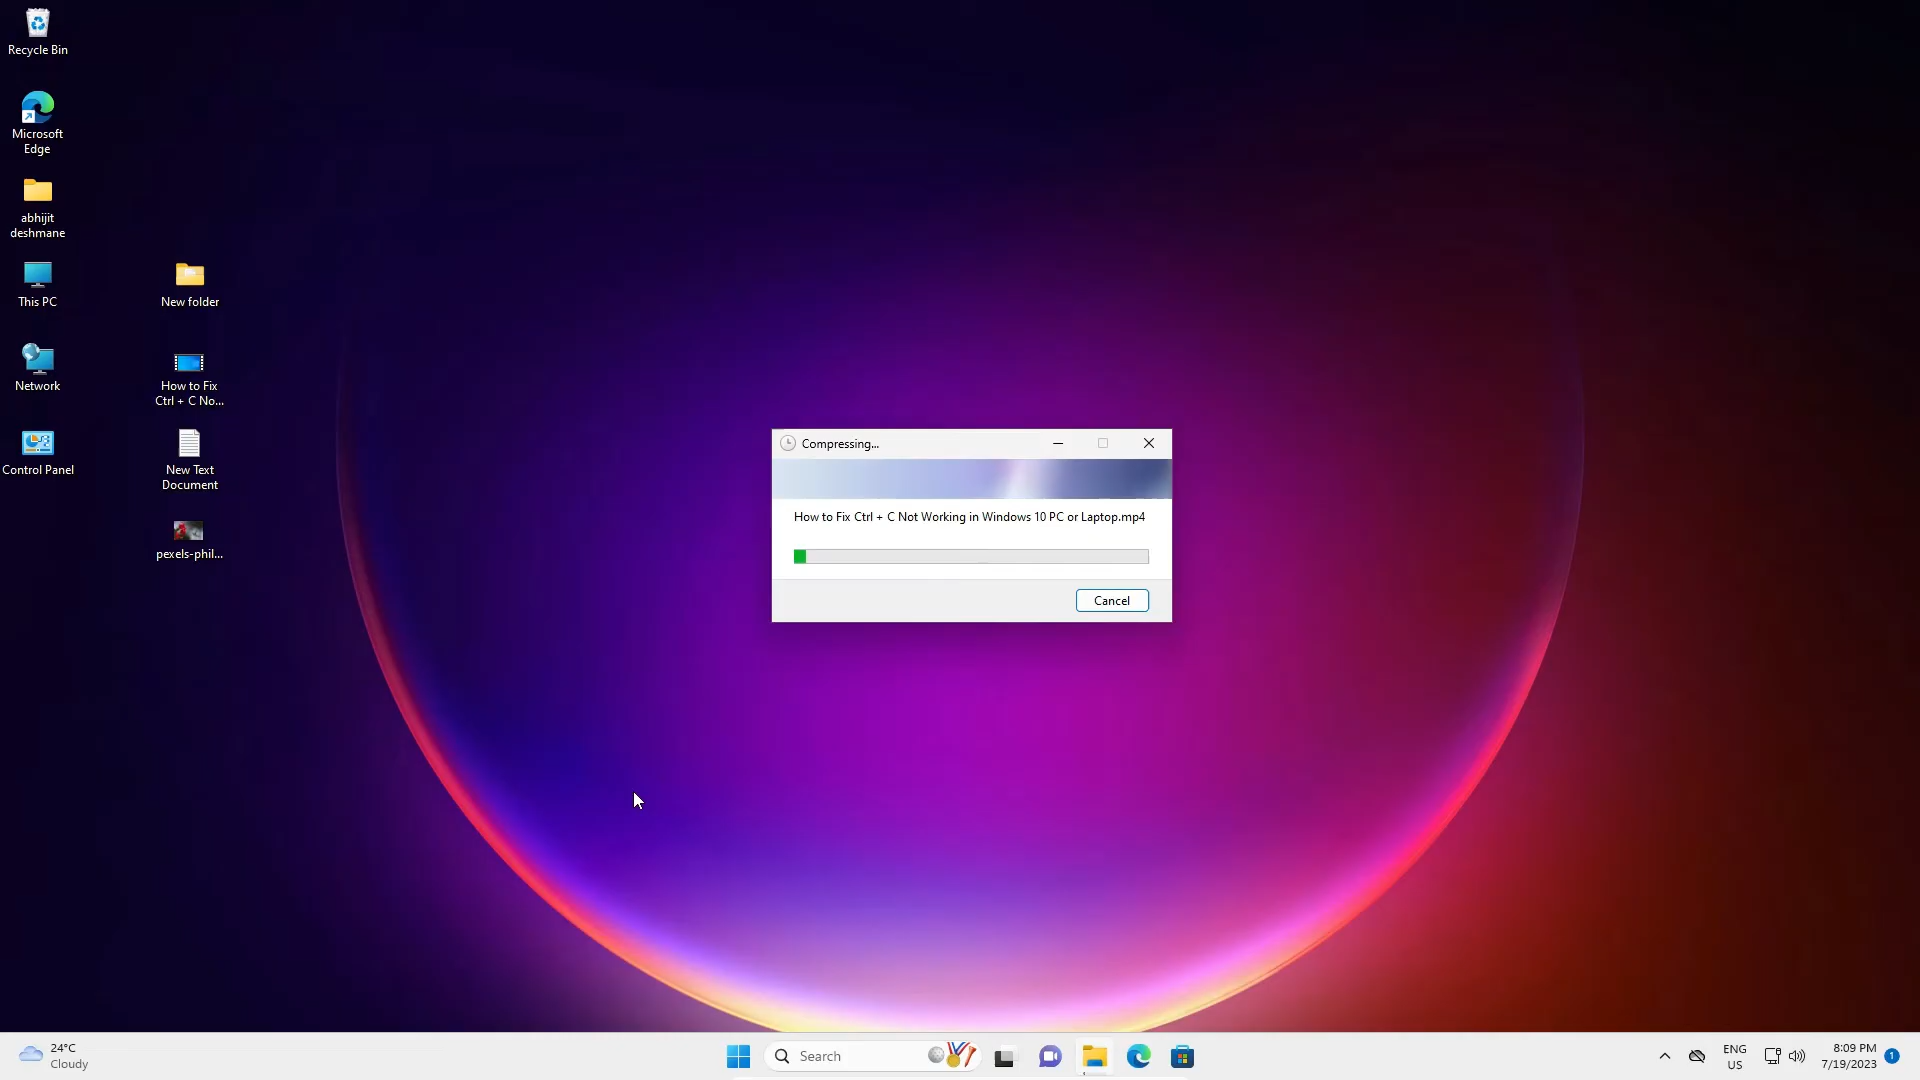 Recycle Bin
Microsoft
Edge
abhijit
deshmane
This PC
New folder
Network
How to Fix
Ctrl + C No...
Control Panel
New Text
Document
pexels-phil...
Compressing...
How to Fix Ctrl + C Not Working in Windows 10 PC or Laptop.mp4
Cancel
24°C
Cloudy
Search
ENG
US
8:09 PM
7/19/2023
1